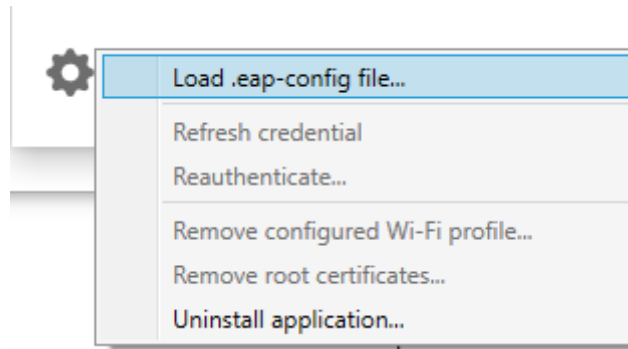 Load .eap-config file...
Refresh credential
Reauthenticate...
Remove configured Wi-Fi profile...
Remove root certificates...
Uninstall application...